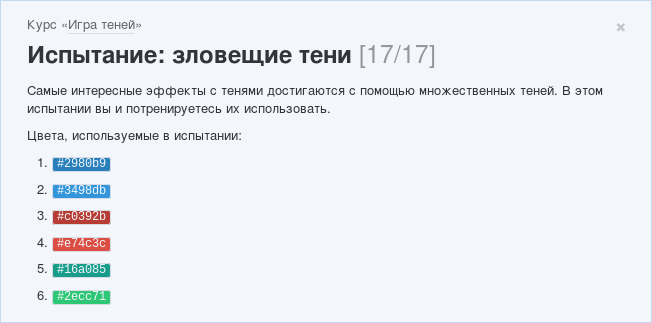 Курс «Игра теней»
×
Испытание: зловещие тени [17/17]
Самые интересные эффекты с тенями достигаются с помощью множественных теней. В этом
испытании вы и потренируетесь их использовать.
Цвета, используемые в испытании:
1. #2980b9
2. #3498db
3. #c0392b
4. #e74c3c
5. #16a085
6. #2ecc71